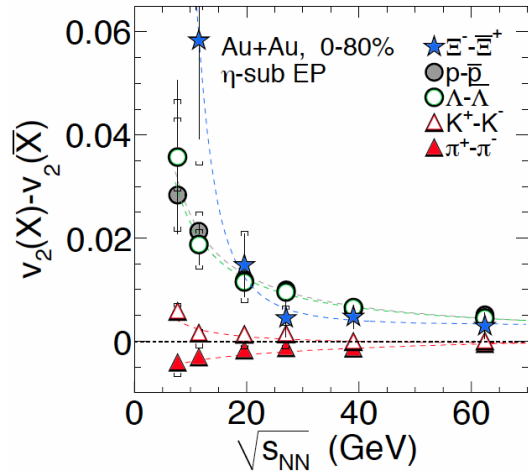 0.06
0.04
0.02
0
v₂(X)-v₂(X̅)
Au+Au, 0-80%
η-sub EP
Ξ⁻-Ξ̅⁺
p-p̅
Λ-Λ̅
K⁺-K⁻
π⁺-π⁻
0 20 40 60
√s_NN (GeV)